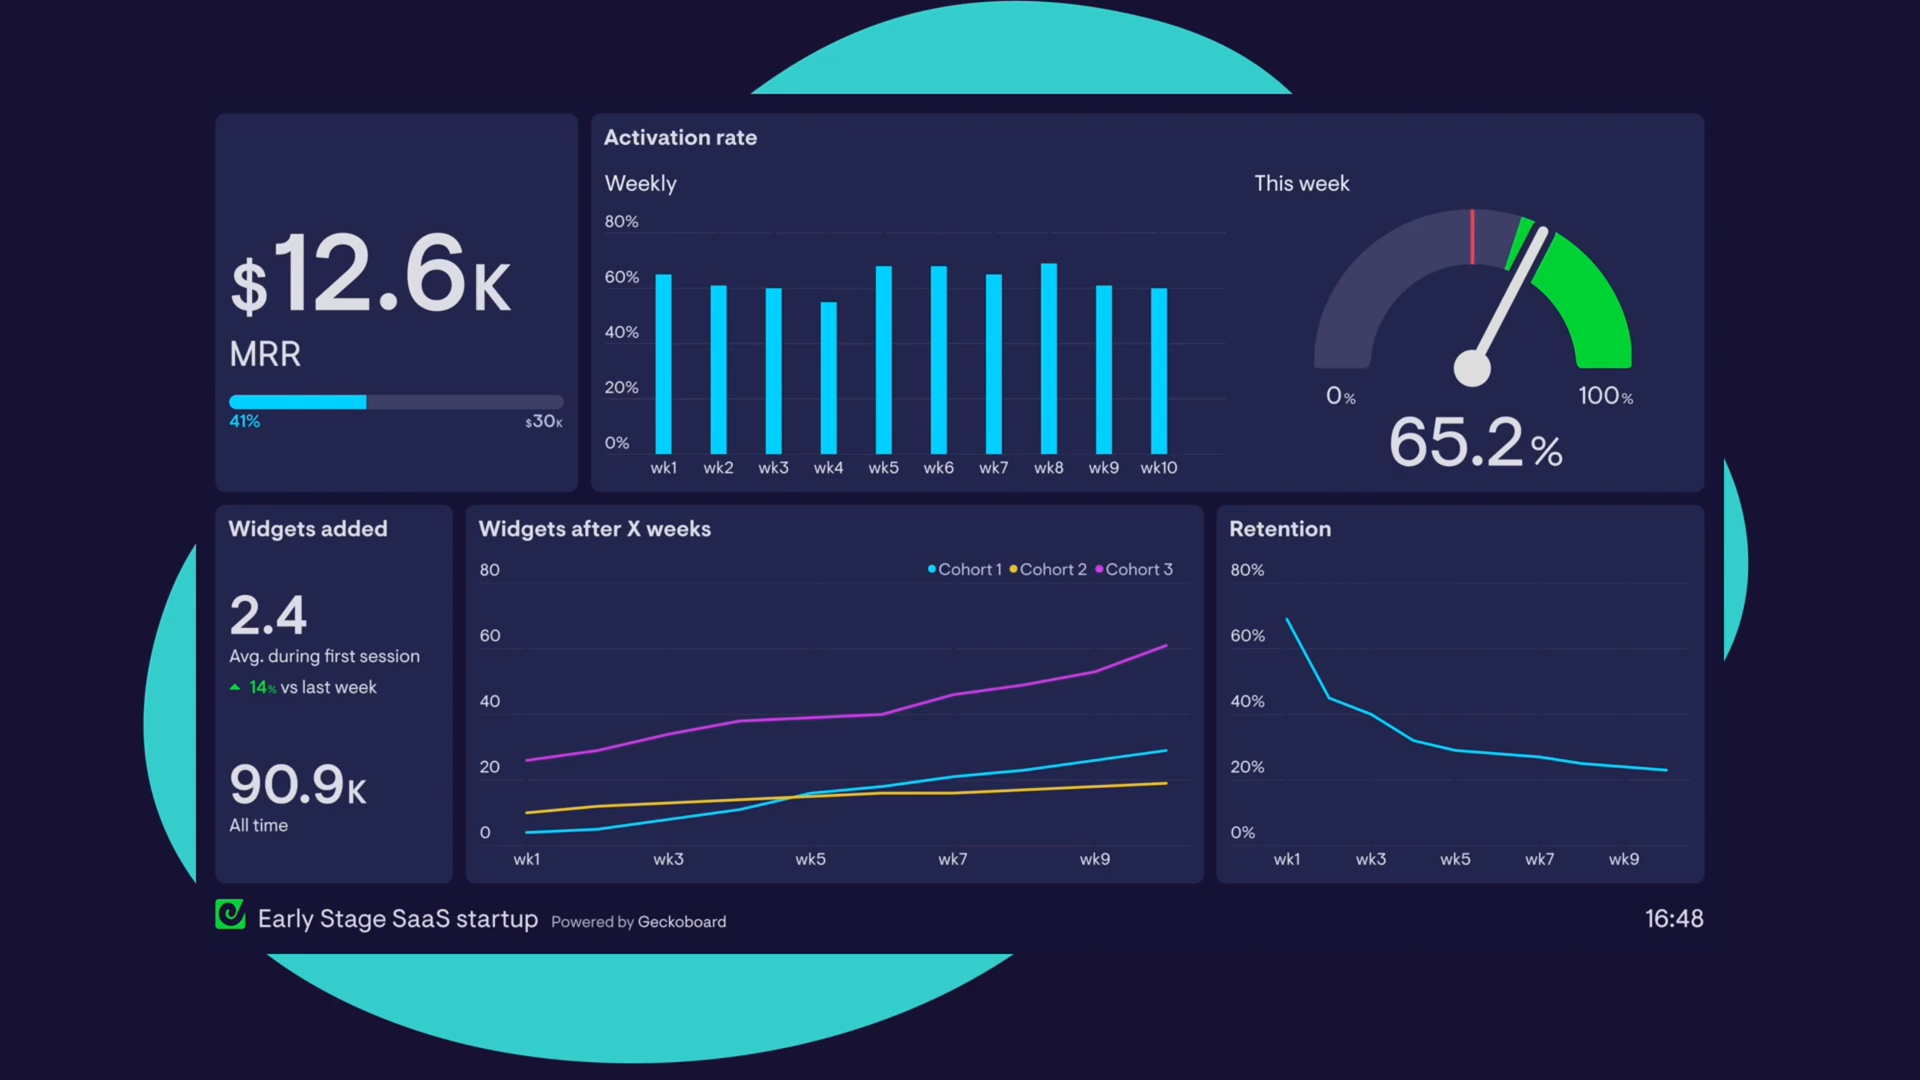 $12.6K
MRR
41%
$30K
Activation rate
Weekly
80%
60%
40%
20%
0%
wk1 wk2 wk3 wk4 wk5 wk6 wk7 wk8 wk9 wk10
This week
0% 100%
65.2%
Widgets added
2.4
Avg. during first session
14% vs last week
90.9K
All time
Widgets after X weeks
Cohort 1 Cohort 2 Cohort 3
80
60
40
20
0
wk1 wk3 wk5 wk7 wk9
Retention
80%
60%
40%
20%
0%
wk1 wk3 wk5 wk7 wk9
Early Stage SaaS startup Powered by Geckoboard
16:48